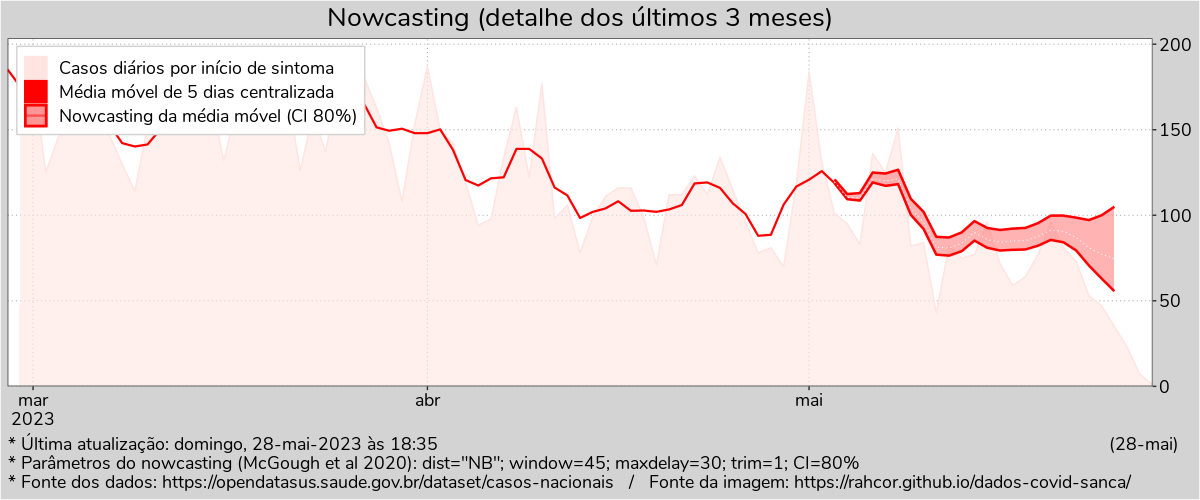 Nowcasting (detalhe dos últimos 3 meses)
Casos diários por início de sintoma
Média móvel de 5 dias centralizada
Nowcasting da média móvel (CI 80%)
200
150
100
50
0
mar
2023
abr
mai
* Última atualização: domingo, 28-mai-2023 às 18:35
(28-mai)
* Parâmetros do nowcasting (McGough et al 2020): dist="NB"; window=45; maxdelay=30; trim=1; CI=80%
* Fonte dos dados: https://opendatasus.saude.gov.br/dataset/casos-nacionais / Fonte da imagem: https://rahcor.github.io/dados-covid-sanca/